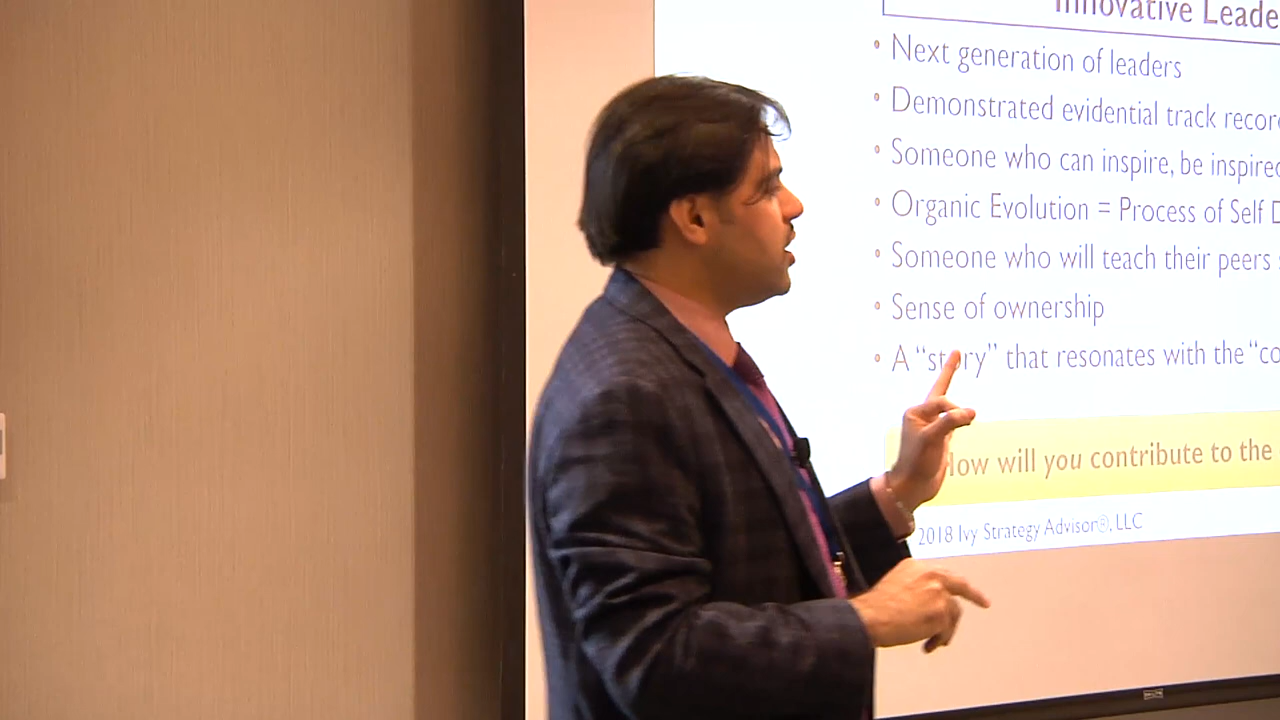 Innovative Leade
• Next generation of leaders
• Demonstrated evidential track recor
• Someone who can inspire, be inspired
• Organic Evolution = Process of Self D
• Someone who will teach their peers
• Sense of ownership
• A “story” that resonates with the “co
How will you contribute to the
2018 Ivy Strategy Advisor®, LLC